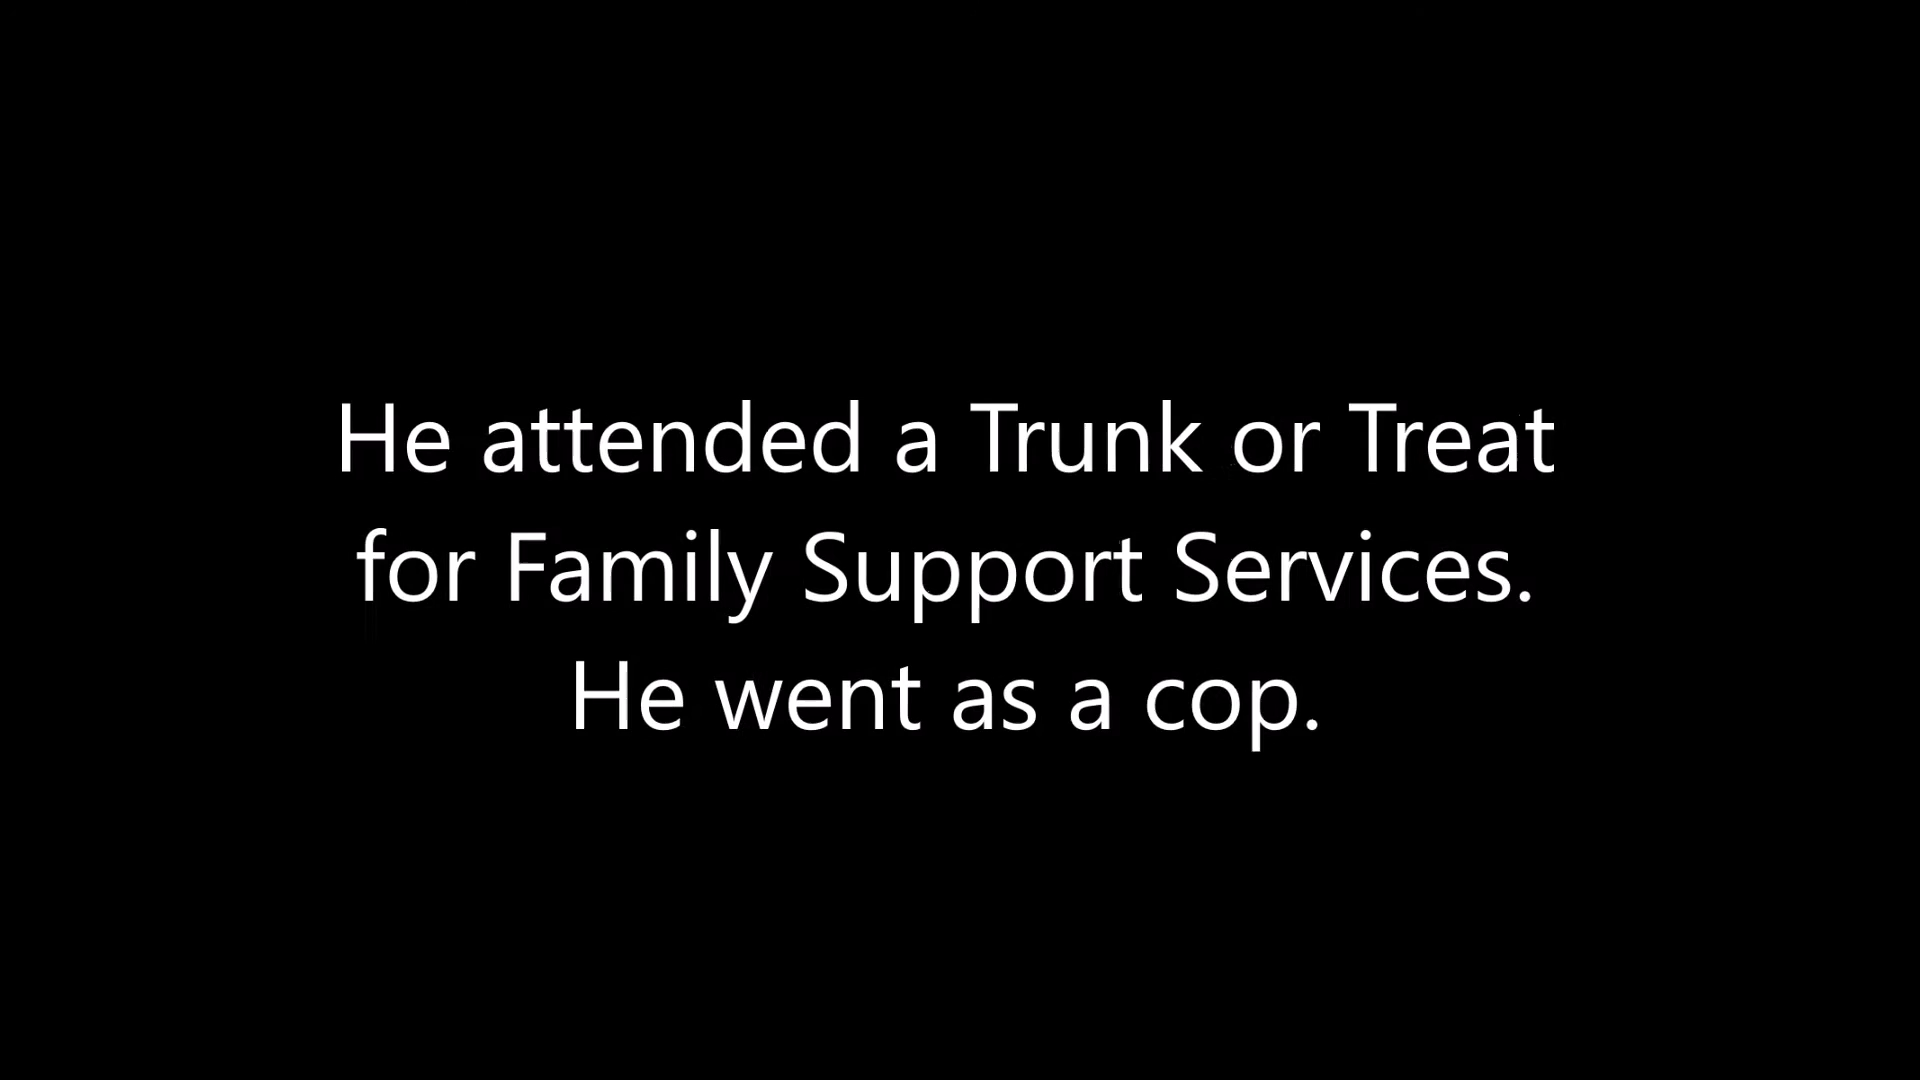 He attended a Trunk or Treat
for Family Support Services.
He went as a cop.